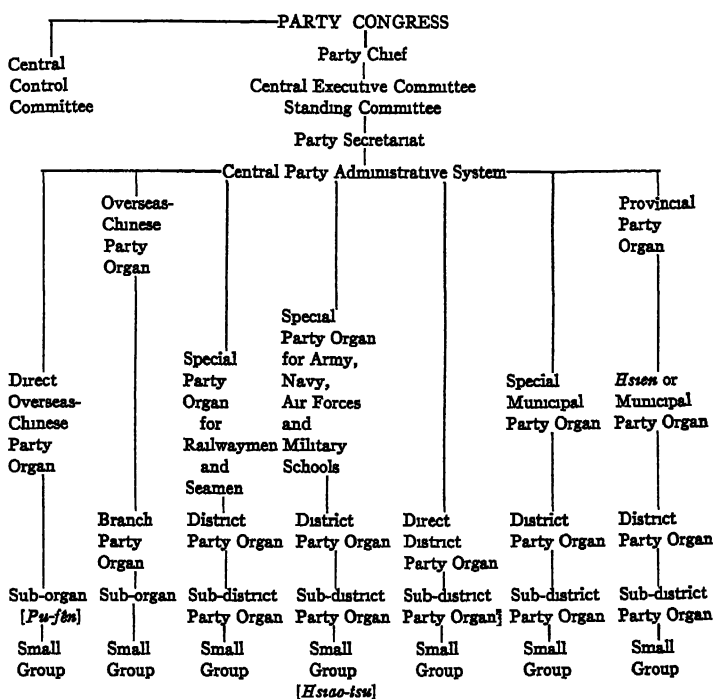 PARTY CONGRESS
Central
Control
Committee
Party Chief
Central Executive Committee
Standing Committee
Party Secretariat
Central Party Administrative System
Overseas-
Chinese
Party
Organ
Provincial
Party
Organ
Direct
Overseas-
Chinese
Party
Organ
Special
Party
Organ
for
Railwaymen
and
Seamen
Special
Party Organ
for Army,
Navy,
Air Forces
and
Military
Schools
Special
Municipal
Party Organ
Hsien or
Municipal
Party Organ
Branch
Party
Organ
District
Party Organ
District
Party Organ
Direct
District
Party Organ
District
Party Organ
District
Party Organ
Sub-organ
[Pu-fên]
Sub-organ
Sub-district
Party Organ
Sub-district
Party Organ
Sub-district
Party Organ
Sub-district
Party Organ
Sub-district
Party Organ
Small
Group
Small
Group
Small
Group
Small
Group
[Hsiao-tsu]
Small
Group
Small
Group
Small
Group